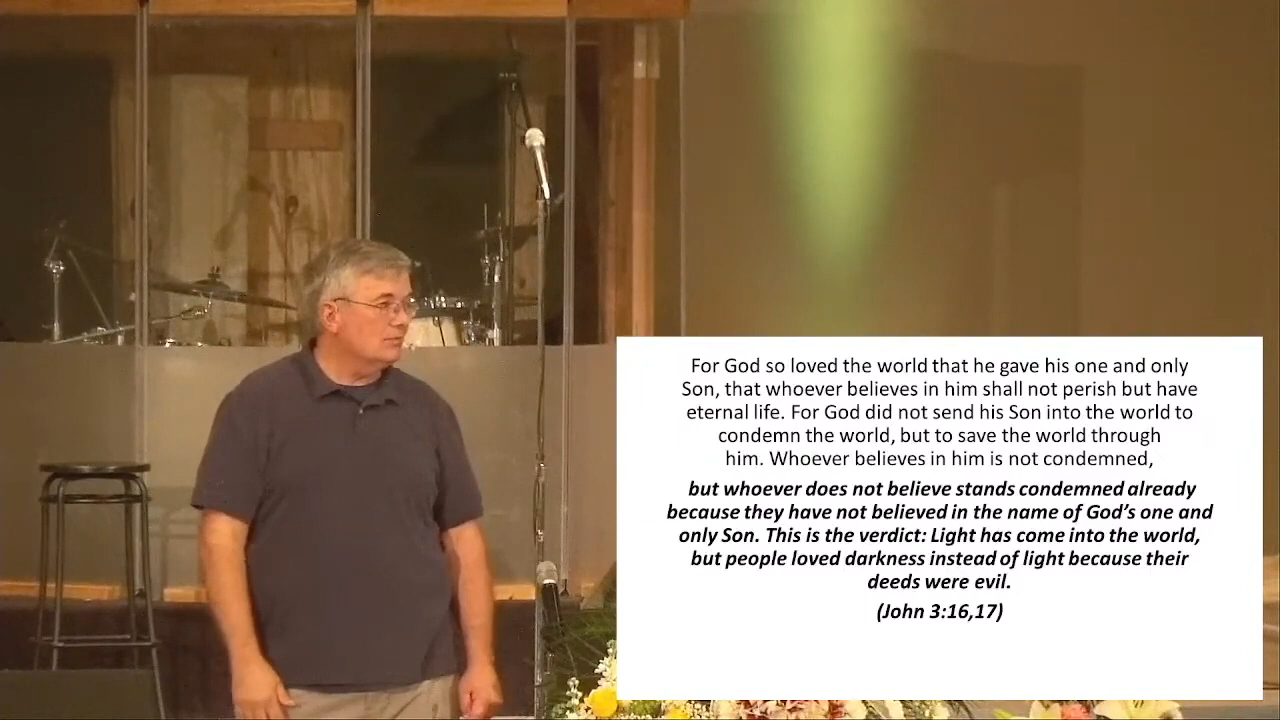 For God so loved the world that he gave his one and only
Son, that whoever believes in him shall not perish but have
eternal life. For God did not send his Son into the world to
condemn the world, but to save the world through
him. Whoever believes in him is not condemned,
but whoever does not believe stands condemned already
because they have not believed in the name of God’s one and
only Son. This is the verdict: Light has come into the world,
but people loved darkness instead of light because their
deeds were evil.
(John 3:16,17)